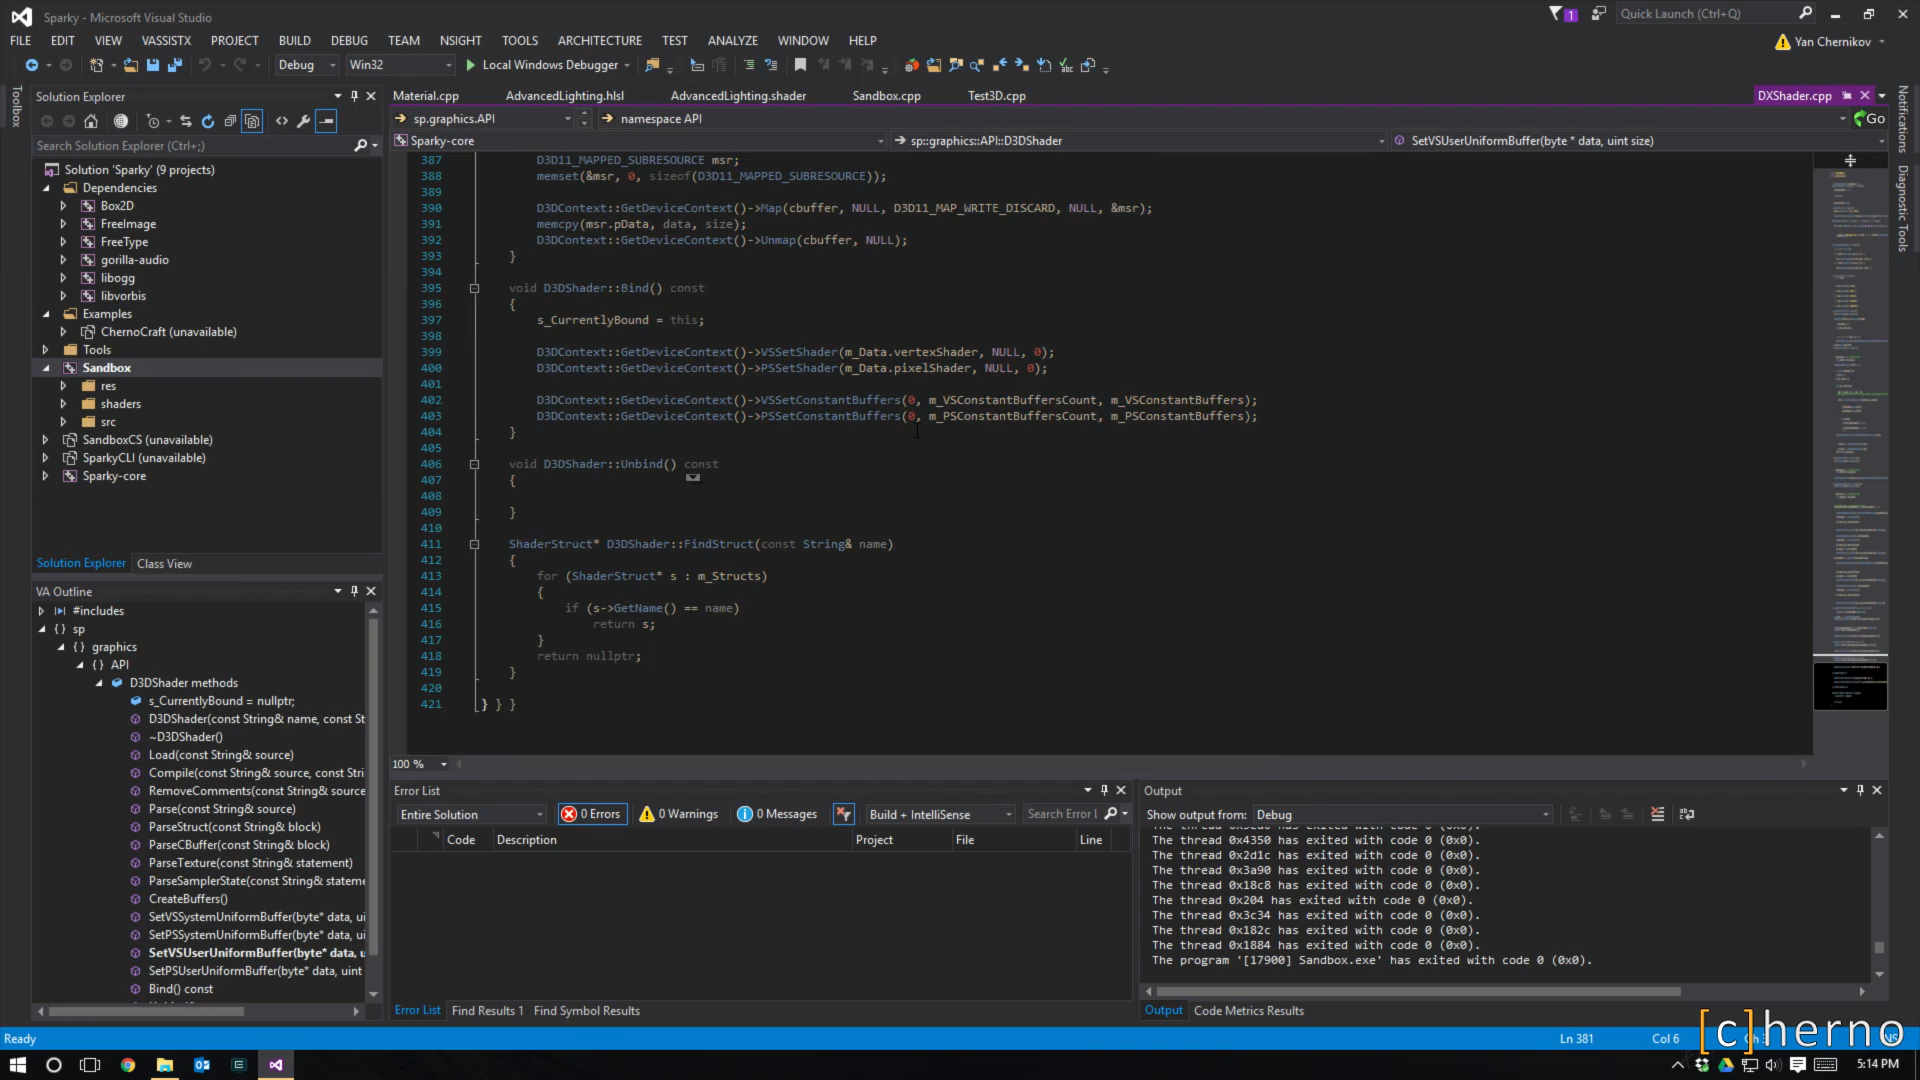 Sparky - Microsoft Visual Studio
1
Quick Launch (Ctrl+Q)
FILE EDIT VIEW VASSISTX PROJECT BUILD DEBUG TEAM NSIGHT TOOLS ARCHITECTURE TEST ANALYZE WINDOW HELP
Yan Chernikov
Debug Win32 Local Windows Debugger
Toolbox
Solution Explorer
Search Solution Explorer (Ctrl+;)
Solution 'Sparky' (9 projects)
Dependencies
Box2D
FreeImage
FreeType
gorilla-audio
libogg
libvorbis
Examples
ChernoCraft (unavailable)
Tools
Sandbox
res
shaders
src
SandboxCS (unavailable)
SparkyCLI (unavailable)
Sparky-core
Solution Explorer Class View
VA Outline
#includes
{} sp
{} graphics
{} API
D3DShader methods
s_CurrentlyBound = nullptr;
D3DShader(const String& name, const St
~D3DShader()
Load(const String& source)
Compile(const String& source, const Stri
RemoveComments(const String& source
Parse(const String& source)
ParseStruct(const String& block)
ParseCBuffer(const String& block)
ParseTexture(const String& statement)
ParseSamplerState(const String& stateme
CreateBuffers()
SetVSSystemUniformBuffer(byte* data, ui
SetPSSystemUniformBuffer(byte* data, ui
SetVSUserUniformBuffer(byte* data, u
SetPSUserUniformBuffer(byte* data, uint
Bind() const
Material.cpp AdvancedLighting.hlsl AdvancedLighting.shader Sandbox.cpp Test3D.cpp DXShader.cpp
sp.graphics.API namespace API Go
Sparky-core sp::graphics::API::D3DShader SetVSUserUniformBuffer(byte * data, uint size)
387 D3D11_MAPPED_SUBRESOURCE msr;
388 memset(&msr, 0, sizeof(D3D11_MAPPED_SUBRESOURCE));
389
390 D3DContext::GetDeviceContext()->Map(cbuffer, NULL, D3D11_MAP_WRITE_DISCARD, NULL, &msr);
391 memcpy(msr.pData, data, size);
392 D3DContext::GetDeviceContext()->Unmap(cbuffer, NULL);
393 }
394
395 void D3DShader::Bind() const
396 {
397 s_CurrentlyBound = this;
398
399 D3DContext::GetDeviceContext()->VSSetShader(m_Data.vertexShader, NULL, 0);
400 D3DContext::GetDeviceContext()->PSSetShader(m_Data.pixelShader, NULL, 0);
401
402 D3DContext::GetDeviceContext()->VSSetConstantBuffers(0, m_VSConstantBuffersCount, m_VSConstantBuffers);
403 D3DContext::GetDeviceContext()->PSSetConstantBuffers(0, m_PSConstantBuffersCount, m_PSConstantBuffers);
404 }
405
406 void D3DShader::Unbind() const
407 {
408
409 }
410
411 ShaderStruct* D3DShader::FindStruct(const String& name)
412 {
413 for (ShaderStruct* s : m_Structs)
414 {
415 if (s->GetName() == name)
416 return s;
417 }
418 return nullptr;
419 }
420
421 } } }
100 %
Notifications
Diagnostic Tools
Error List
Entire Solution 0 Errors 0 Warnings 0 Messages Build + IntelliSense Search Error L
Code Description Project File Line
Error List Find Results 1 Find Symbol Results
Output
Show output from: Debug
The thread 0x4350 has exited with code 0 (0x0).
The thread 0x2d1c has exited with code 0 (0x0).
The thread 0x3a90 has exited with code 0 (0x0).
The thread 0x18c8 has exited with code 0 (0x0).
The thread 0x204 has exited with code 0 (0x0).
The thread 0x3c34 has exited with code 0 (0x0).
The thread 0x182c has exited with code 0 (0x0).
The thread 0x1884 has exited with code 0 (0x0).
The program '[17900] Sandbox.exe' has exited with code 0 (0x0).
Output Code Metrics Results
Ready Ln 381 Col 6
[c]herno
5:14 PM